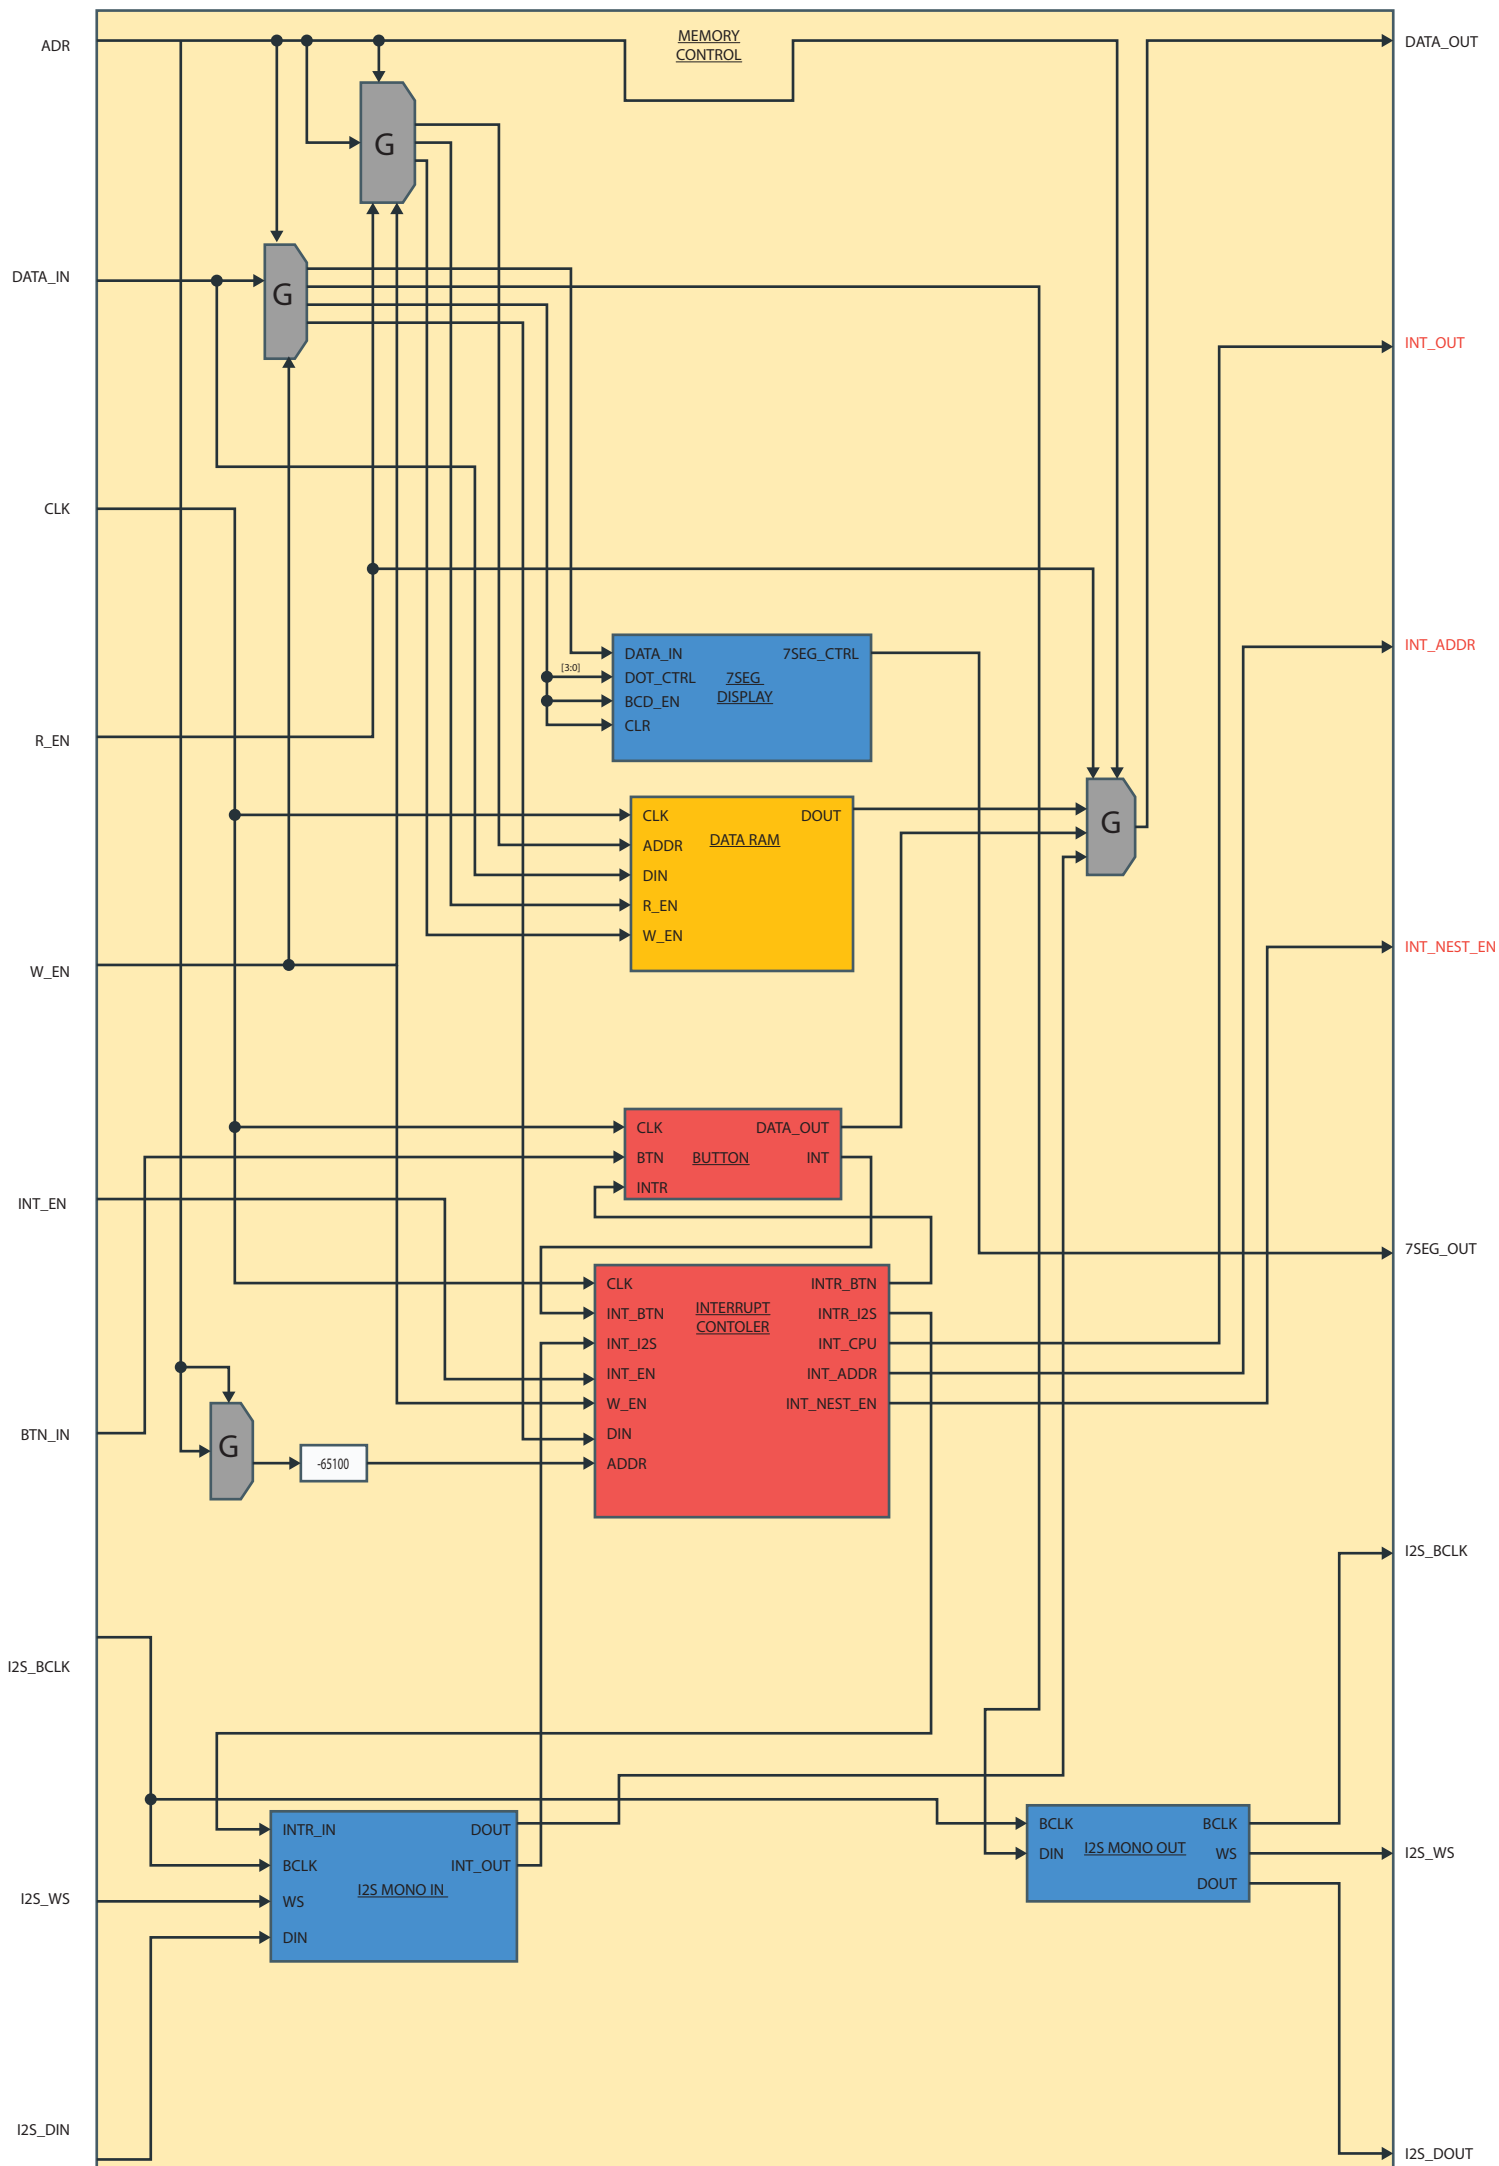 ADR
MEMORY
CONTROL
DATA_OUT
G
DATA_IN
G
INT_OUT
CLK
INT_ADDR
DATA_IN
7SEG_CTRL
[3:0]
DOT_CTRL
7SEG
DISPLAY
BCD_EN
CLR
R_EN
CLK
DOUT
G
ADDR
DATA RAM
DIN
R_EN
W_EN
INT_NEST_EN
W_EN
CLK
DATA_OUT
BTN
BUTTON
INT
INTR
INT_EN
7SEG_OUT
CLK
INTR_BTN
INT_BTN
INTERRUPT
CONTOLER
INTR_I2S
INT_I2S
INT_CPU
INT_EN
INT_ADDR
W_EN
INT_NEST_EN
DIN
ADDR
BTN_IN
G
-65100
I2S_BCLK
I2S_BCLK
INTR_IN
DOUT
BCLK
INT_OUT
I2S MONO IN
WS
DIN
BCLK
BCLK
DIN
I2S MONO OUT
WS
DOUT
I2S_WS
I2S_WS
I2S_DIN
I2S_DOUT